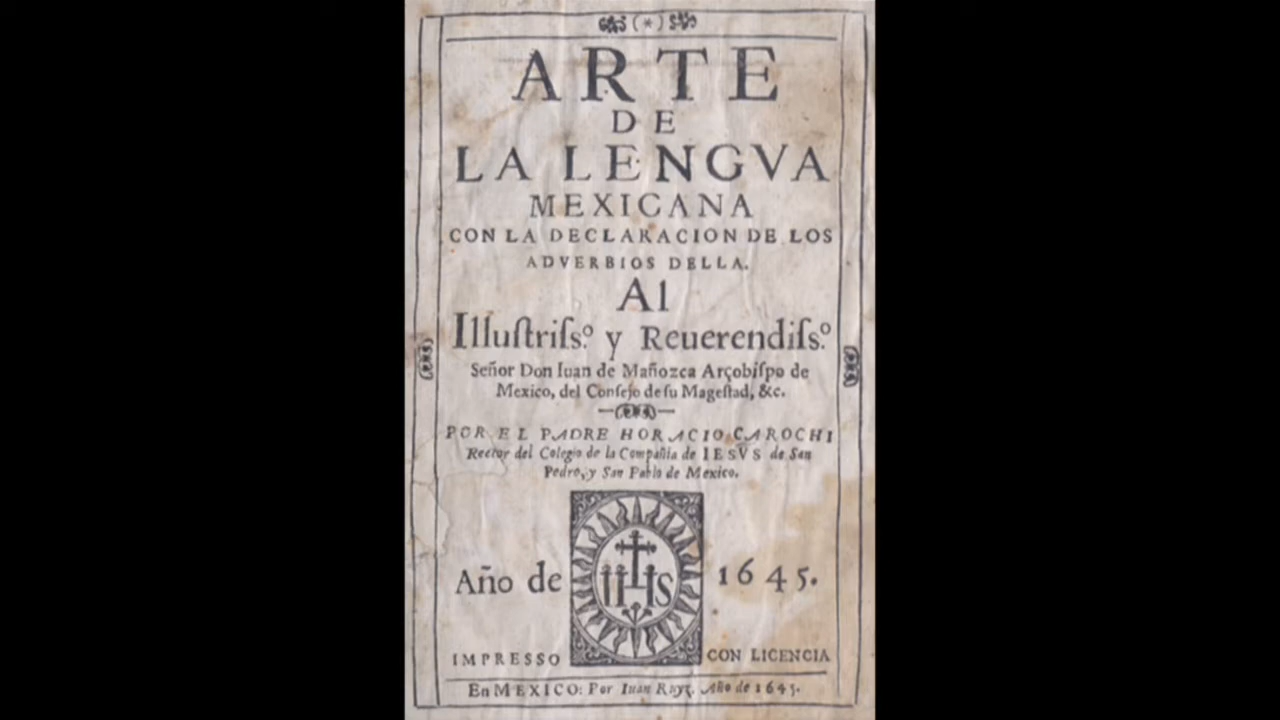 (*)
ARTE
DE
LA LENGVA
MEXICANA
CON LA DECLARACION DE LOS
ADVERBIOS DELLA.
Al
Illuſtriſs.º y Reuerendiſs.º
Señor Don Iuan de Mañozca Arçobiſpo de
Mexico, del Conſejo de ſu Mageſtad, &c.
POR EL PADRE HORACIO CAROCHI
Rector del Colegio de la Compañia de IESVS de San
Pedro, y San Pablo de Mexico.
IHS
Año de 1645.
IMPRESSO CON LICENCIA
En MEXICO: Por Iuan Ruyz. Año de 1645.